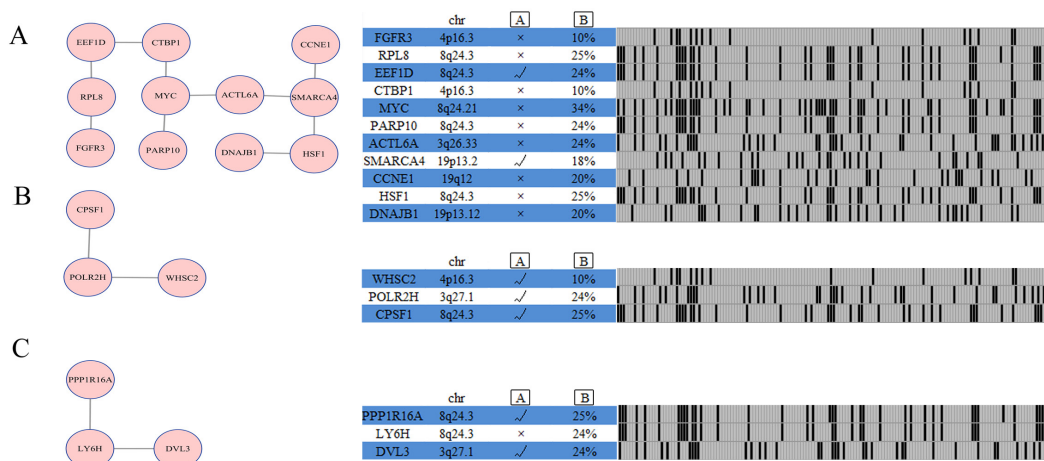 A
EEF1D CTBP1 CCNE1
RPL8 MYC ACTL6A SMARCA4
FGFR3 PARP10 DNAJB1 HSF1
chr A B
FGFR3 4p16.3 × 10%
RPL8 8q24.3 × 25%
EEF1D 8q24.3 ✓ 24%
CTBP1 4p16.3 × 10%
MYC 8q24.21 × 34%
PARP10 8q24.3 × 24%
ACTL6A 3q26.33 × 24%
SMARCA4 19p13.2 ✓ 18%
CCNE1 19q12 × 20%
HSF1 8q24.3 × 25%
DNAJB1 19p13.12 × 20%
B
CPSF1
POLR2H WHSC2
chr A B
WHSC2 4p16.3 ✓ 10%
POLR2H 3q27.1 ✓ 24%
CPSF1 8q24.3 ✓ 25%
C
PPP1R16A
LY6H DVL3
chr A B
PPP1R16A 8q24.3 ✓ 25%
LY6H 8q24.3 × 24%
DVL3 3q27.1 ✓ 24%